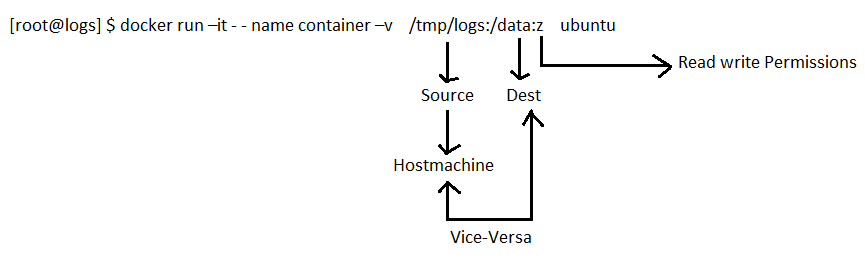 [root@logs] $ docker run –it - - name container –v /tmp/logs:/data:z ubuntu
Read write Permissions
Source Dest
Hostmachine
Vice-Versa